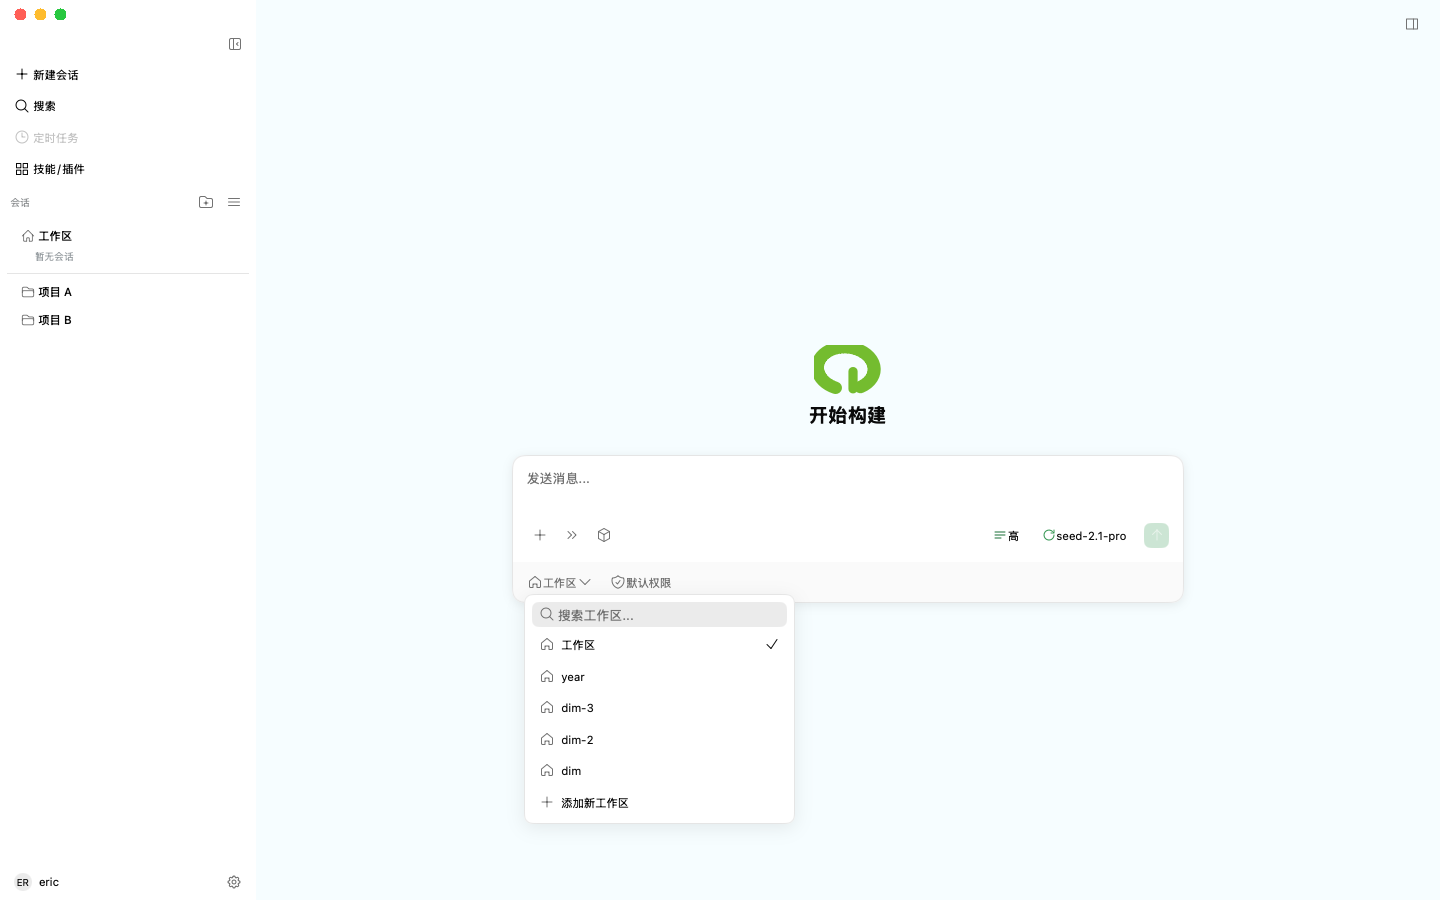 新建会话
搜索
定时任务
技能/插件
会话
工作区
暂无会话
项目 A
项目 B
ER eric
开始构建
发送消息...
高 seed-2.1-pro
工作区 默认权限
搜索工作区...
工作区
year
dim-3
dim-2
dim
添加新工作区